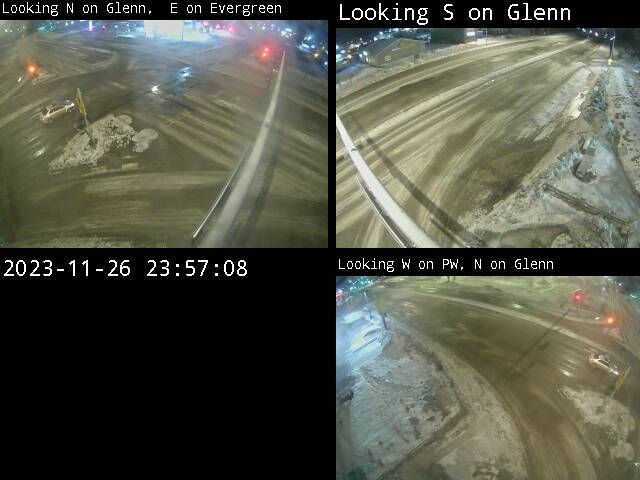 Looking N on Glenn,  E on Evergreen
Looking S on Glenn
2023-11-26 23:57:08
Looking W on PW, N on Glenn